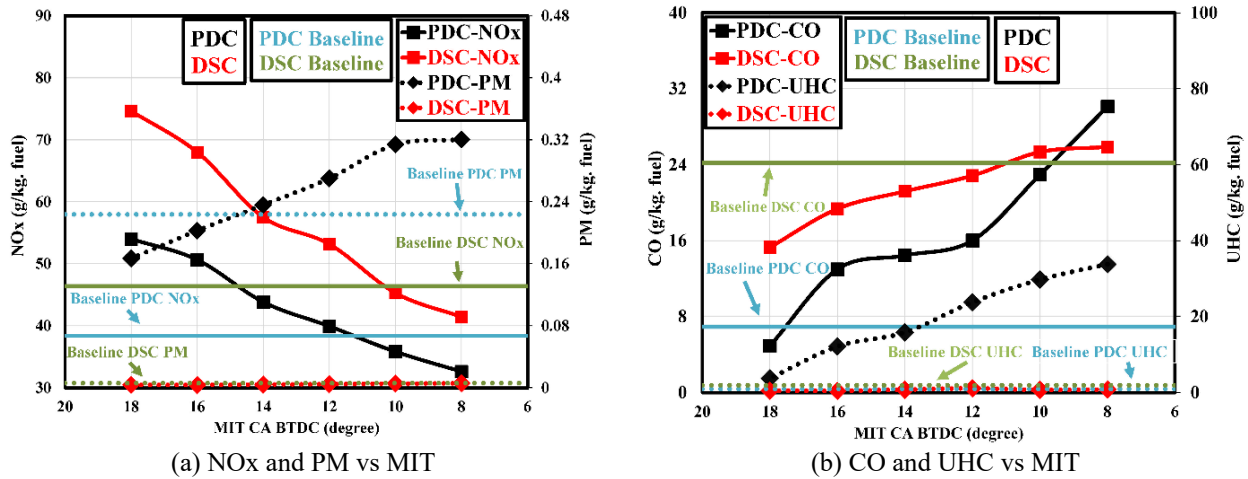 90
80
70
60
50
40
30
NOx (g/kg. fuel)
PDC
DSC
PDC Baseline
DSC Baseline
PDC-NOx
DSC-NOx
PDC-PM
DSC-PM
Baseline PDC PM
Baseline DSC NOx
Baseline PDC NOx
Baseline DSC PM
0.48
0.4
0.32
0.24
0.16
0.08
0
PM (g/kg. fuel)
20 18 16 14 12 10 8 6
MIT CA BTDC (degree)
(a) NOx and PM vs MIT
40
32
24
16
8
0
CO (g/kg. fuel)
PDC-CO
DSC-CO
PDC-UHC
DSC-UHC
PDC Baseline
DSC Baseline
PDC
DSC
Baseline DSC CO
Baseline PDC CO
Baseline DSC UHC
Baseline PDC UHC
100
80
60
40
20
0
UHC (g/kg. fuel)
20 18 16 14 12 10 8 6
MIT CA BTDC (degree)
(b) CO and UHC vs MIT